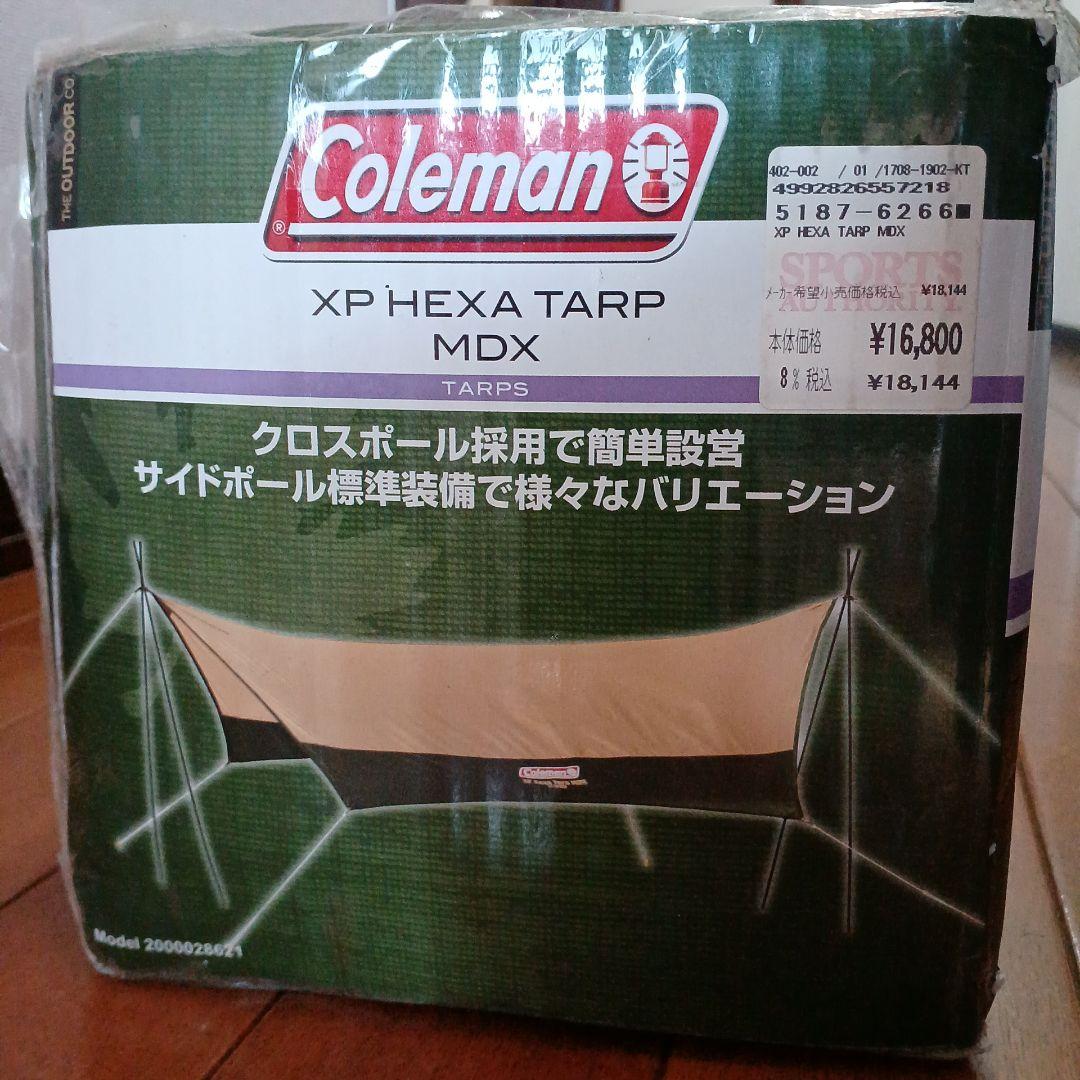 THE OUTDOOR CO.
Coleman
®
XP HEXA TARP
MDX
TARPS
402-002 / 01 /1708-1902-KT
4992826557218
5187-6266■
XP HEXA TARP MDX
SPORTS
AUTHORITY
メーカー希望小売価格税込 ¥18,144
本体価格 ¥16,800
8% 税込 ¥18,144
クロスポール採用で簡単設営
サイドポール標準装備で様々なバリエーション
Coleman
Model 2000028621